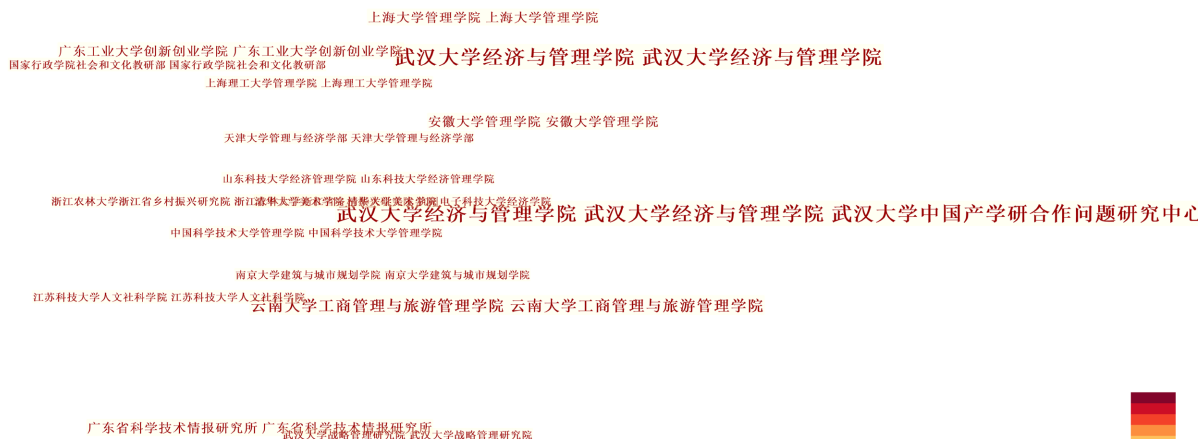 上海大学管理学院 上海大学管理学院
广东工业大学创新创业学院 广东工业大学创新创业学院
武汉大学经济与管理学院 武汉大学经济与管理学院
国家行政学院社会和文化教研部 国家行政学院社会和文化教研部
上海理工大学管理学院 上海理工大学管理学院
安徽大学管理学院 安徽大学管理学院
天津大学管理与经济学部 天津大学管理与经济学部
山东科技大学经济管理学院 山东科技大学经济管理学院
浙江农林大学浙江省乡村振兴研究院 浙江 电子科技大学经济学院
武汉大学经济与管理学院 武汉大学经济与管理学院 武汉大学中国产学研合作问题研究中心
中国科学技术大学管理学院 中国科学技术大学管理学院
南京大学建筑与城市规划学院 南京大学建筑与城市规划学院
江苏科技大学人文社科学院 江苏科技大学人文社科学院
云南大学工商管理与旅游管理学院 云南大学工商管理与旅游管理学院
广东省科学技术情报研究所 广东省科学技术情报研究所
武汉大学战略管理研究院 武汉大学战略管理研究院